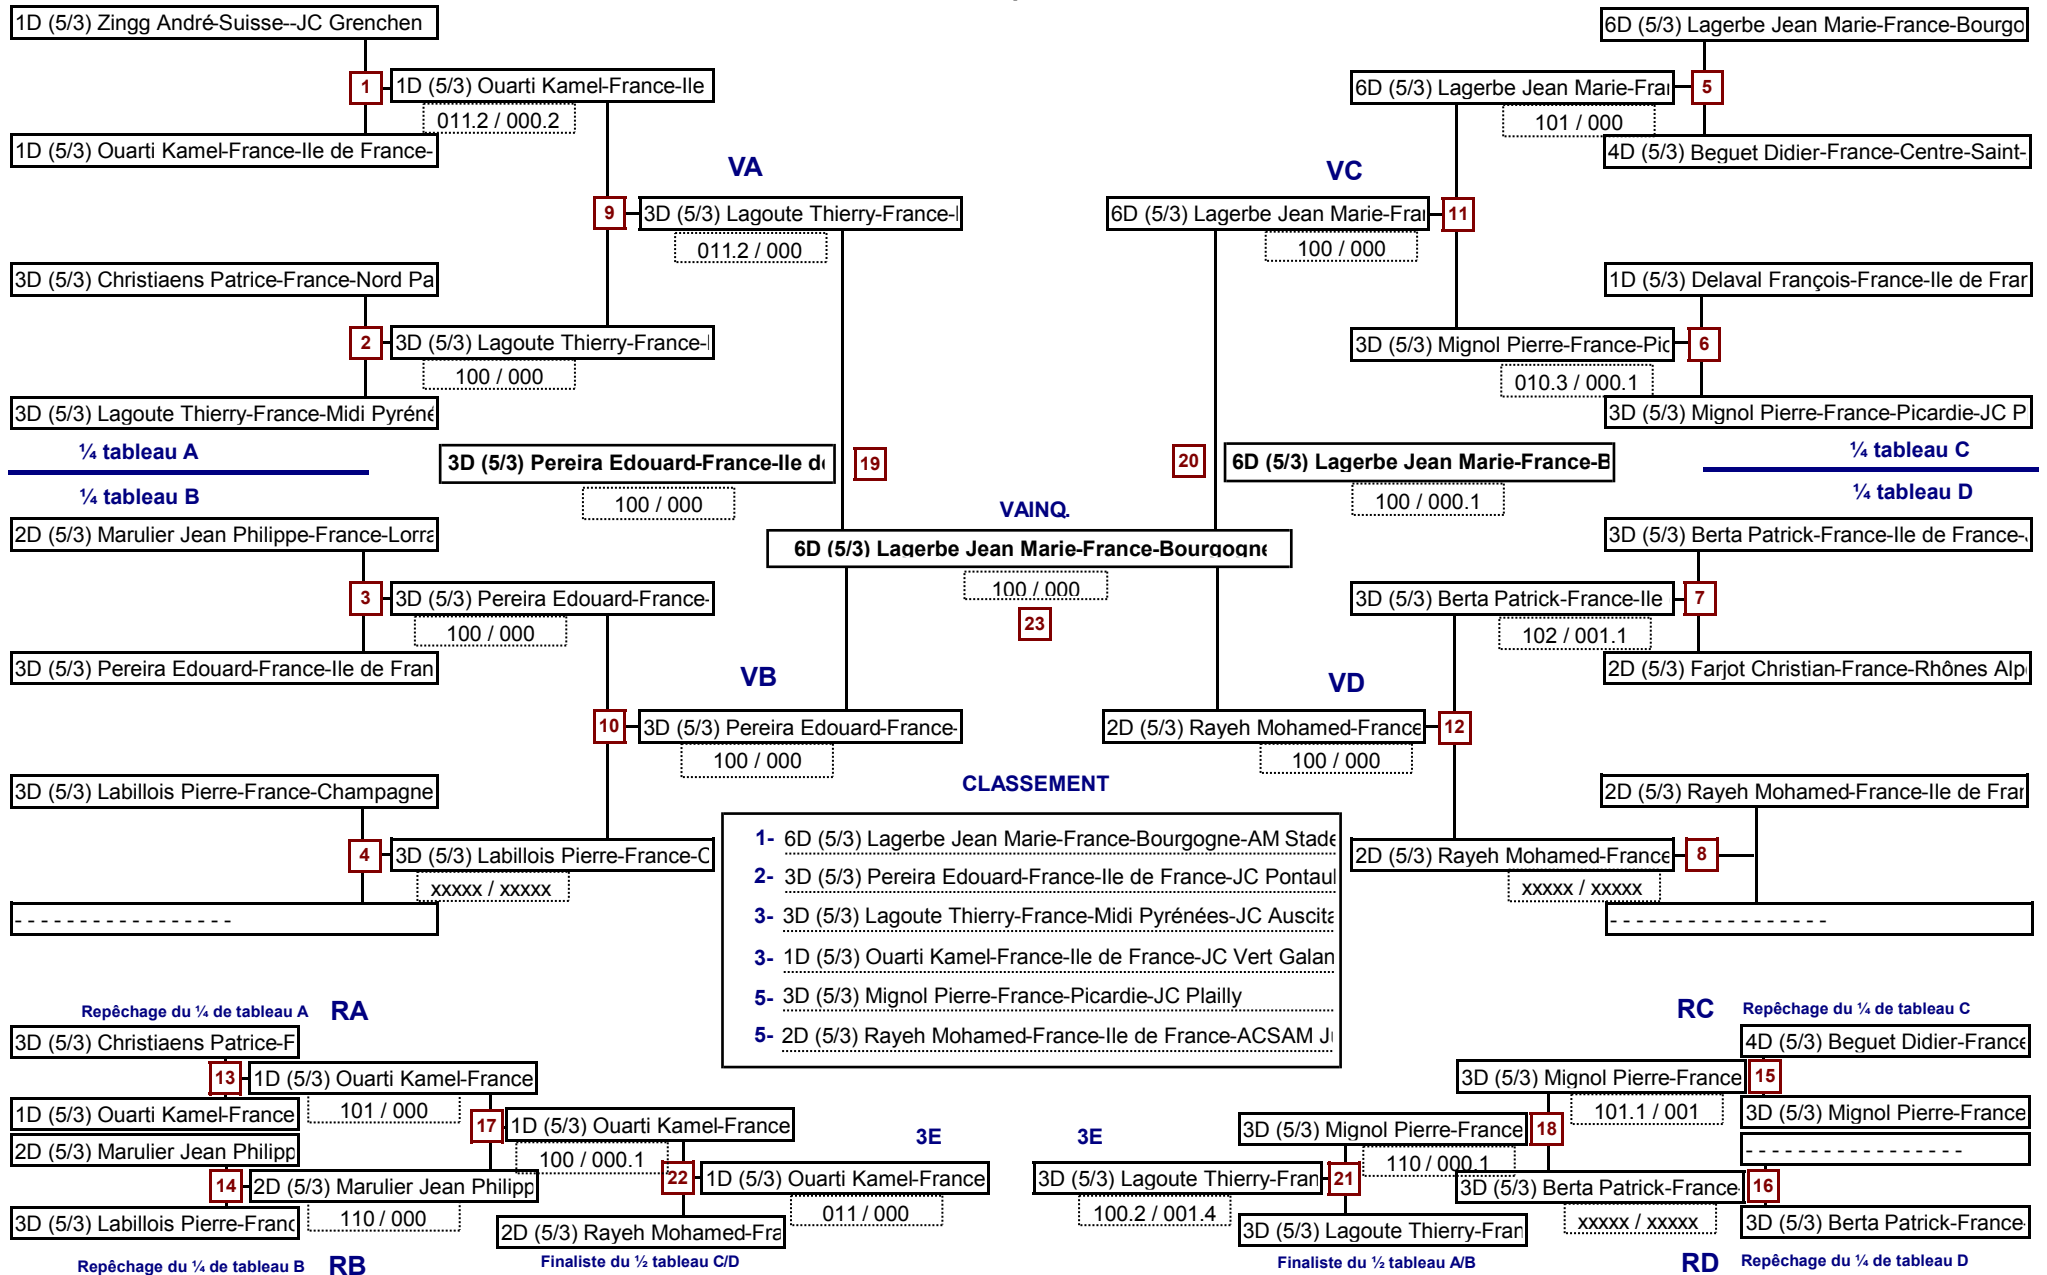 1D (5/3) Zingg André-Suisse--JC Grenchen
1
1D (5/3) Ouarti Kamel-France-Ile
011.2 / 000.2
1D (5/3) Ouarti Kamel-France-Ile de France-
VA
9
3D (5/3) Lagoute Thierry-France-
011.2 / 000
3D (5/3) Christiaens Patrice-France-Nord Pa
2
3D (5/3) Lagoute Thierry-France-
100 / 000
3D (5/3) Lagoute Thierry-France-Midi Pyréné
¼ tableau A
¼ tableau B
3D (5/3) Pereira Edouard-France-Ile de
19
100 / 000
2D (5/3) Marulier Jean Philippe-France-Lorra
3
3D (5/3) Pereira Edouard-France-
100 / 000
3D (5/3) Pereira Edouard-France-Ile de Fran
VB
10
3D (5/3) Pereira Edouard-France-
100 / 000
3D (5/3) Labillois Pierre-France-Champagne
4
3D (5/3) Labillois Pierre-France-C
xxxxx / xxxxx
- - - - - - - - - - - - - - - - -
6D (5/3) Lagerbe Jean Marie-France-Bourgo
6D (5/3) Lagerbe Jean Marie-Fra
5
101 / 000
4D (5/3) Beguet Didier-France-Centre-Saint-
VC
6D (5/3) Lagerbe Jean Marie-Fra
11
100 / 000
1D (5/3) Delaval François-France-Ile de Fran
3D (5/3) Mignol Pierre-France-Pic
6
010.3 / 000.1
3D (5/3) Mignol Pierre-France-Picardie-JC P
20
6D (5/3) Lagerbe Jean Marie-France-B
100 / 000.1
¼ tableau C
¼ tableau D
VAINQ.
6D (5/3) Lagerbe Jean Marie-France-Bourgogne
100 / 000
23
3D (5/3) Berta Patrick-France-Ile de France-
3D (5/3) Berta Patrick-France-Ile
7
102 / 001.1
2D (5/3) Farjot Christian-France-Rhônes Alp
VD
2D (5/3) Rayeh Mohamed-France
12
100 / 000
2D (5/3) Rayeh Mohamed-France-Ile de Fran
2D (5/3) Rayeh Mohamed-France
8
xxxxx / xxxxx
- - - - - - - - - - - - - - - - -
CLASSEMENT
1- 6D (5/3) Lagerbe Jean Marie-France-Bourgogne-AM Stade
2- 3D (5/3) Pereira Edouard-France-Ile de France-JC Pontaul
3- 3D (5/3) Lagoute Thierry-France-Midi Pyrénées-JC Auscita
3- 1D (5/3) Ouarti Kamel-France-Ile de France-JC Vert Galan
5- 3D (5/3) Mignol Pierre-France-Picardie-JC Plailly
5- 2D (5/3) Rayeh Mohamed-France-Ile de France-ACSAM J
Repêchage du ¼ de tableau A RA
3D (5/3) Christiaens Patrice-F
13
1D (5/3) Ouarti Kamel-France
101 / 000
1D (5/3) Ouarti Kamel-France
2D (5/3) Marulier Jean Philipp
14
2D (5/3) Marulier Jean Philipp
110 / 000
3D (5/3) Labillois Pierre-Franc
Repêchage du ¼ de tableau B RB
17
1D (5/3) Ouarti Kamel-France
100 / 000.1
22
1D (5/3) Ouarti Kamel-France
011 / 000
2D (5/3) Rayeh Mohamed-Fra
Finaliste du ½ tableau C/D
3E
3E
RC Repêchage du ¼ de tableau C
4D (5/3) Beguet Didier-France
3D (5/3) Mignol Pierre-France
15
101.1 / 001
3D (5/3) Mignol Pierre-France
- - - - - - - - - - - - - - - - -
3D (5/3) Mignol Pierre-France
18
110 / 000.1
3D (5/3) Berta Patrick-France-
16
xxxxx / xxxxx
3D (5/3) Berta Patrick-France-
3D (5/3) Lagoute Thierry-Fran
21
100.2 / 001.4
3D (5/3) Lagoute Thierry-Fran
Finaliste du ½ tableau A/B
RD Repêchage du ¼ de tableau D